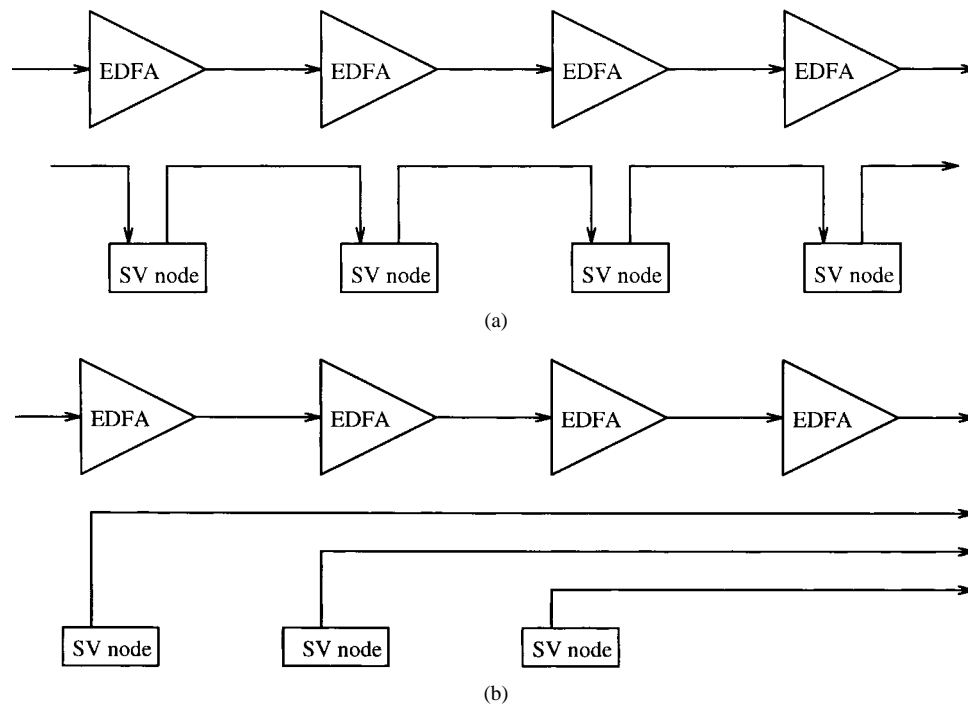 EDFA EDFA EDFA EDFA
SV node SV node SV node SV node
(a)
EDFA EDFA EDFA EDFA
SV node SV node SV node
(b)